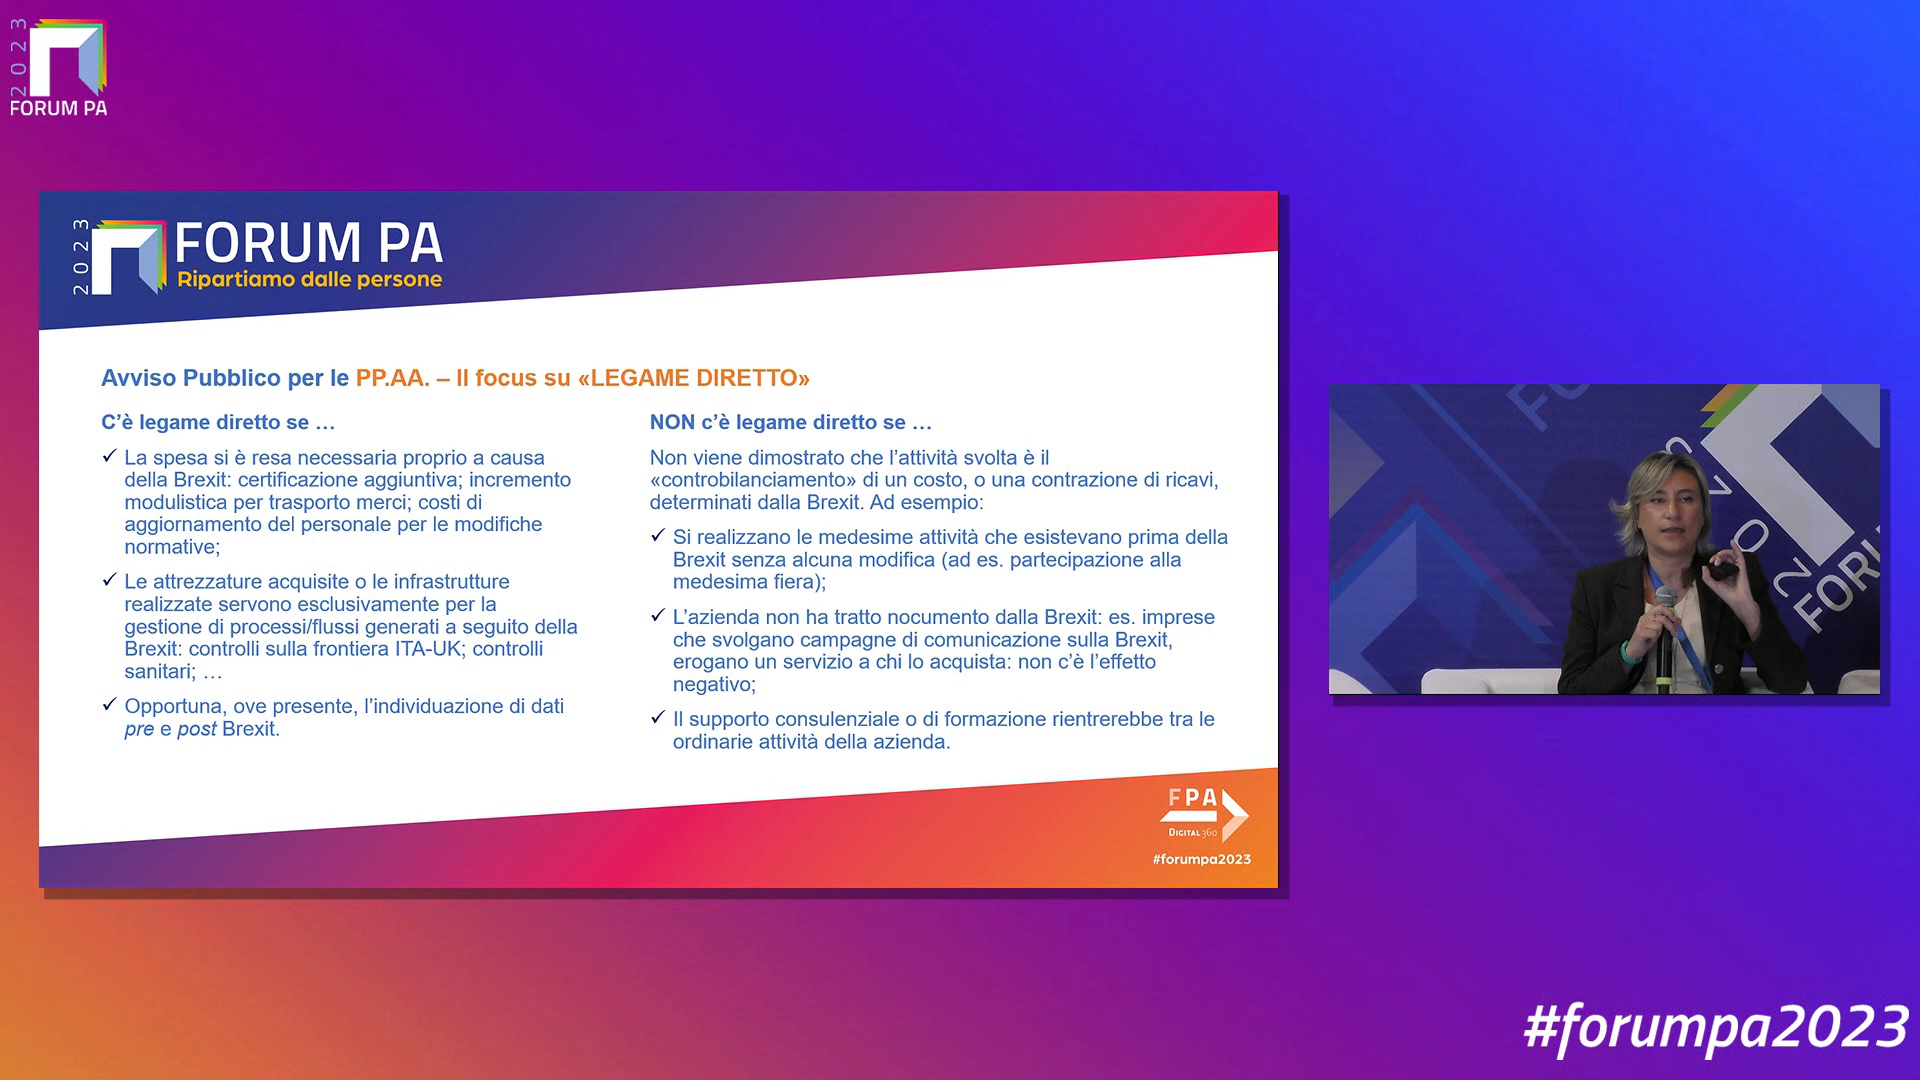 2023
FORUM PA
2023
FORUM PA
Ripartiamo dalle persone
Avviso Pubblico per le PP.AA. – Il focus su «LEGAME DIRETTO»
C’è legame diretto se …
✓ La spesa si è resa necessaria proprio a causa
della Brexit: certificazione aggiuntiva; incremento
modulistica per trasporto merci; costi di
aggiornamento del personale per le modifiche
normative;
✓ Le attrezzature acquisite o le infrastrutture
realizzate servono esclusivamente per la
gestione di processi/flussi generati a seguito della
Brexit: controlli sulla frontiera ITA-UK; controlli
sanitari; …
✓ Opportuna, ove presente, l’individuazione di dati
pre e post Brexit.
NON c’è legame diretto se …
Non viene dimostrato che l’attività svolta è il
«controbilanciamento» di un costo, o una contrazione di ricavi,
determinati dalla Brexit. Ad esempio:
✓ Si realizzano le medesime attività che esistevano prima della
Brexit senza alcuna modifica (ad es. partecipazione alla
medesima fiera);
✓ L’azienda non ha tratto nocumento dalla Brexit: es. imprese
che svolgano campagne di comunicazione sulla Brexit,
erogano un servizio a chi lo acquista: non c’è l’effetto
negativo;
✓ Il supporto consulenziale o di formazione rientrerebbe tra le
ordinarie attività della azienda.
FPA
DIGITAL360
#forumpa2023
#forumpa2023